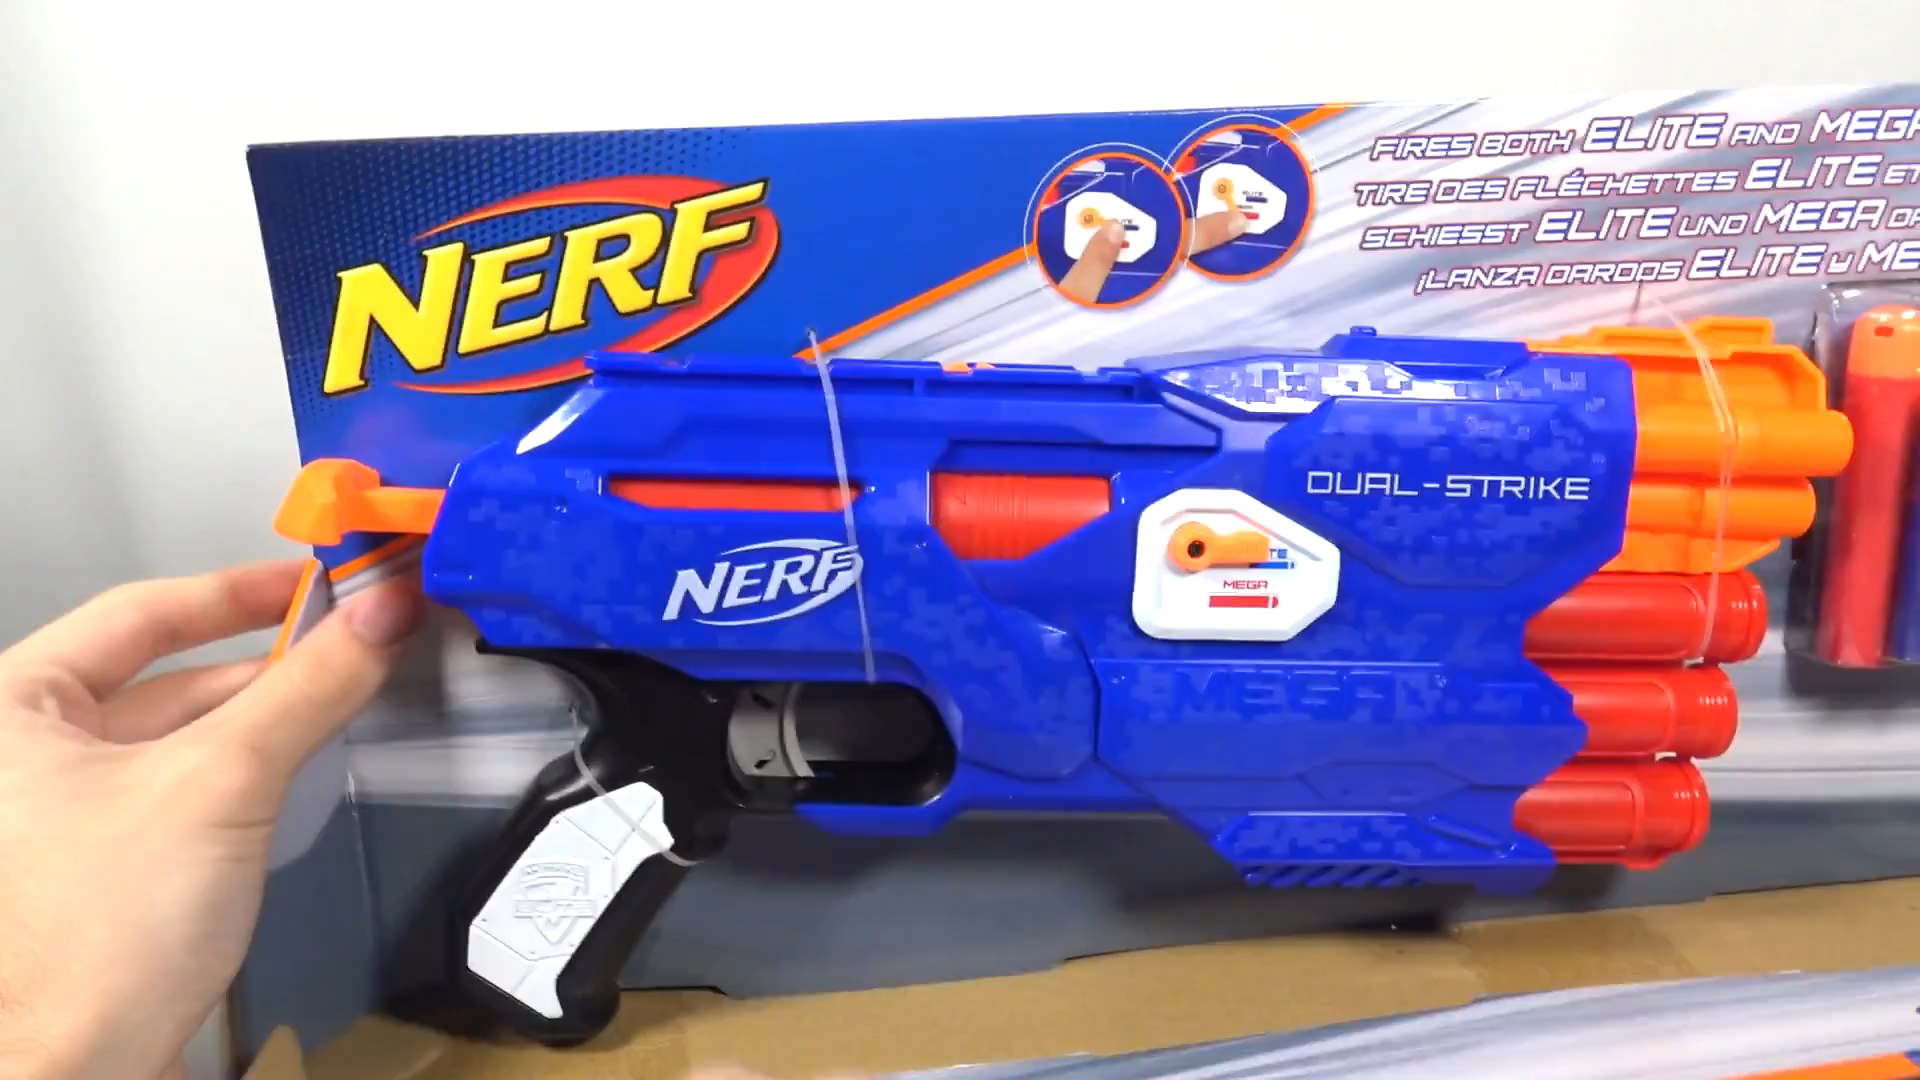 NERF
FIRES BOTH ELITE AND MEGA
TIRE DES FLÉCHETTES ELITE ET
SCHIESST ELITE UND MEGA
¡LANZA DARDOS ELITE y
DUAL-STRIKE
NERF
MEGA
MEGA